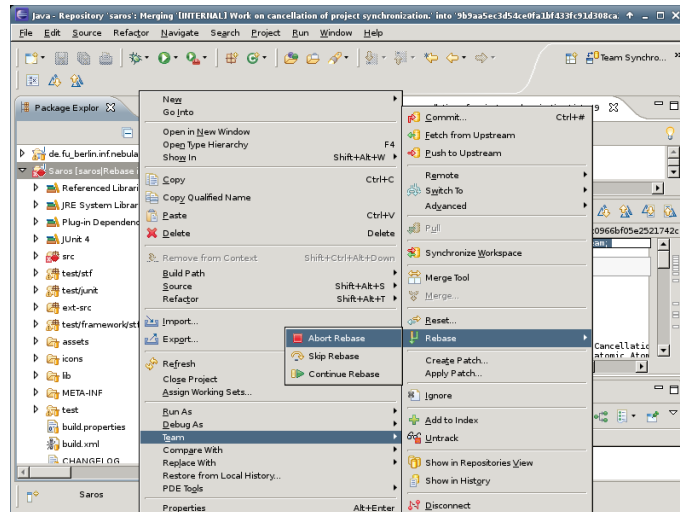 Java - Repository 'saros': Merging '[INTERNAL] Work on cancellation of project synchronization.' into '9b9aa5ec3d54ce0fa1bf433fc91d308ca.
File Edit Source Refactor Navigate Search Project Run Window Help
Team Synchro...
Package Explor
de.fu_berlin.inf.nebula
Saros [saros|Rebase i
Referenced Librari
JRE System Librar
Plug-in Dependenc
JUnit 4
src
test/stf
test/junit
ext-src
test/framework/stf
assets
icons
lib
META-INF
test
build.properties
build.xml
CHANGELOG
Saros
New
Go Into
Open in New Window
Open Type Hierarchy F4
Show In Shift+Alt+W
Copy Ctrl+C
Copy Qualified Name
Paste Ctrl+V
Delete Delete
Remove from Context Shift+Ctrl+Alt+Down
Build Path
Source Shift+Alt+S
Refactor Shift+Alt+T
Import...
Export...
Refresh
Close Project
Assign Working Sets...
Run As
Debug As
Team
Compare With
Replace With
Restore from Local History...
PDE Tools
Properties Alt+Enter
Abort Rebase
Skip Rebase
Continue Rebase
Commit... Ctrl+#
Fetch from Upstream
Push to Upstream
Remote
Switch To
Advanced
Pull
Synchronize Workspace
Merge Tool
Merge...
Reset...
Rebase
Create Patch...
Apply Patch...
Ignore
Add to Index
Untrack
Show in Repositories View
Show in History
Disconnect
9
:0966bf05e2521742c
am;
Cancellatic
atomic Aton